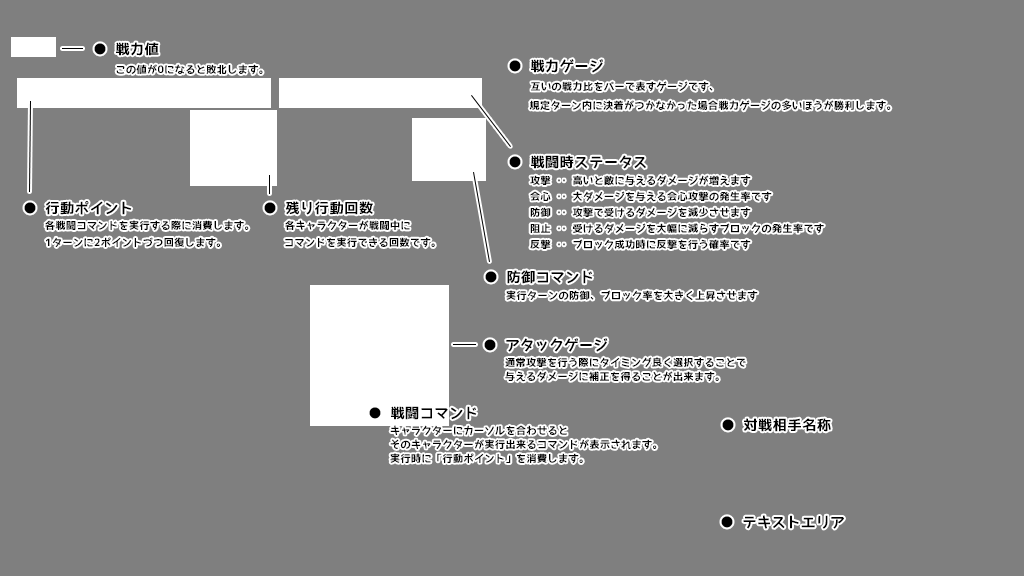 ● 戦力値
この値が0になると敗北します。
● 戦力ゲージ
互いの戦力比をバーで表すゲージです、
規定ターン内に決着がつかなかった場合戦力ゲージの多いほうが勝利します。
● 戦闘時ステータス
攻撃 ‥ 高いと敵に与えるダメージが増えます
会心 ‥ 大ダメージを与える会心攻撃の発生率です
防御 ‥ 攻撃で受けるダメージを減少させます
阻止 ‥ 受けるダメージを大幅に減らすブロックの発生率です
反撃 ‥ ブロック成功時に反撃を行う確率です
● 行動ポイント
各戦闘コマンドを実行する際に消費します。
1ターンに2ポイントづつ回復します。
● 残り行動回数
各キャラクターが戦闘中に
コマンドを実行できる回数です。
● 防御コマンド
実行ターンの防御、ブロック率を大きく上昇させます
● アタックゲージ
通常攻撃を行う際にタイミング良く選択することで
与えるダメージに補正を得ることが出来ます。
● 戦闘コマンド
キャラクターにカーソルを合わせると
そのキャラクターが実行出来るコマンドが表示されます。
実行時に「行動ポイント」を消費します。
● 対戦相手名称
● テキストエリア